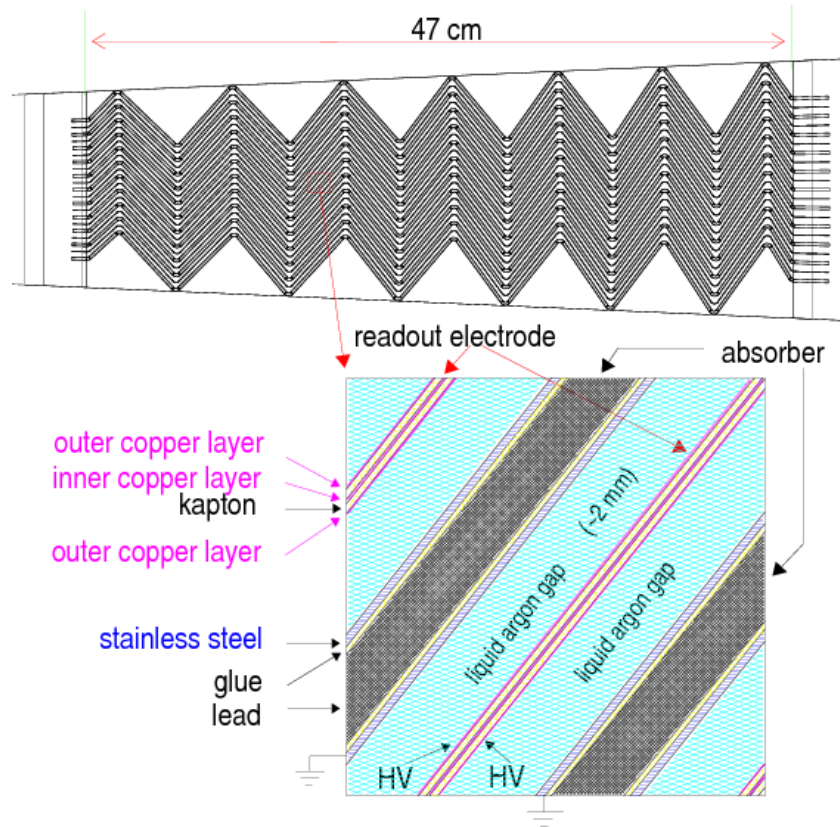 47 cm
readout electrode
absorber
outer copper layer
inner copper layer
kapton
outer copper layer
(~2 mm)
liquid argon gap
liquid argon gap
stainless steel
glue
lead
HV
HV